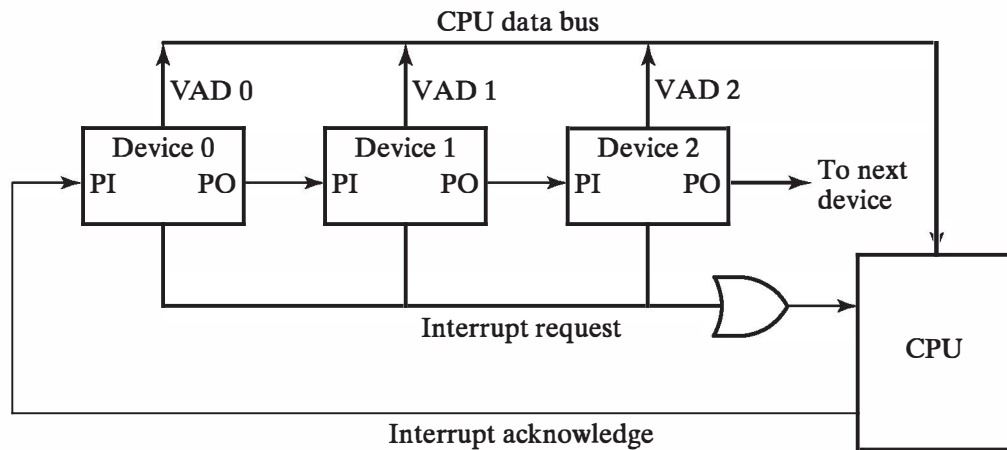 CPU data bus
VAD 0
VAD 1
VAD 2
Device 0
PI
PO
Device 1
PI
PO
Device 2
PI
PO
To next
device
Interrupt request
CPU
Interrupt acknowledge